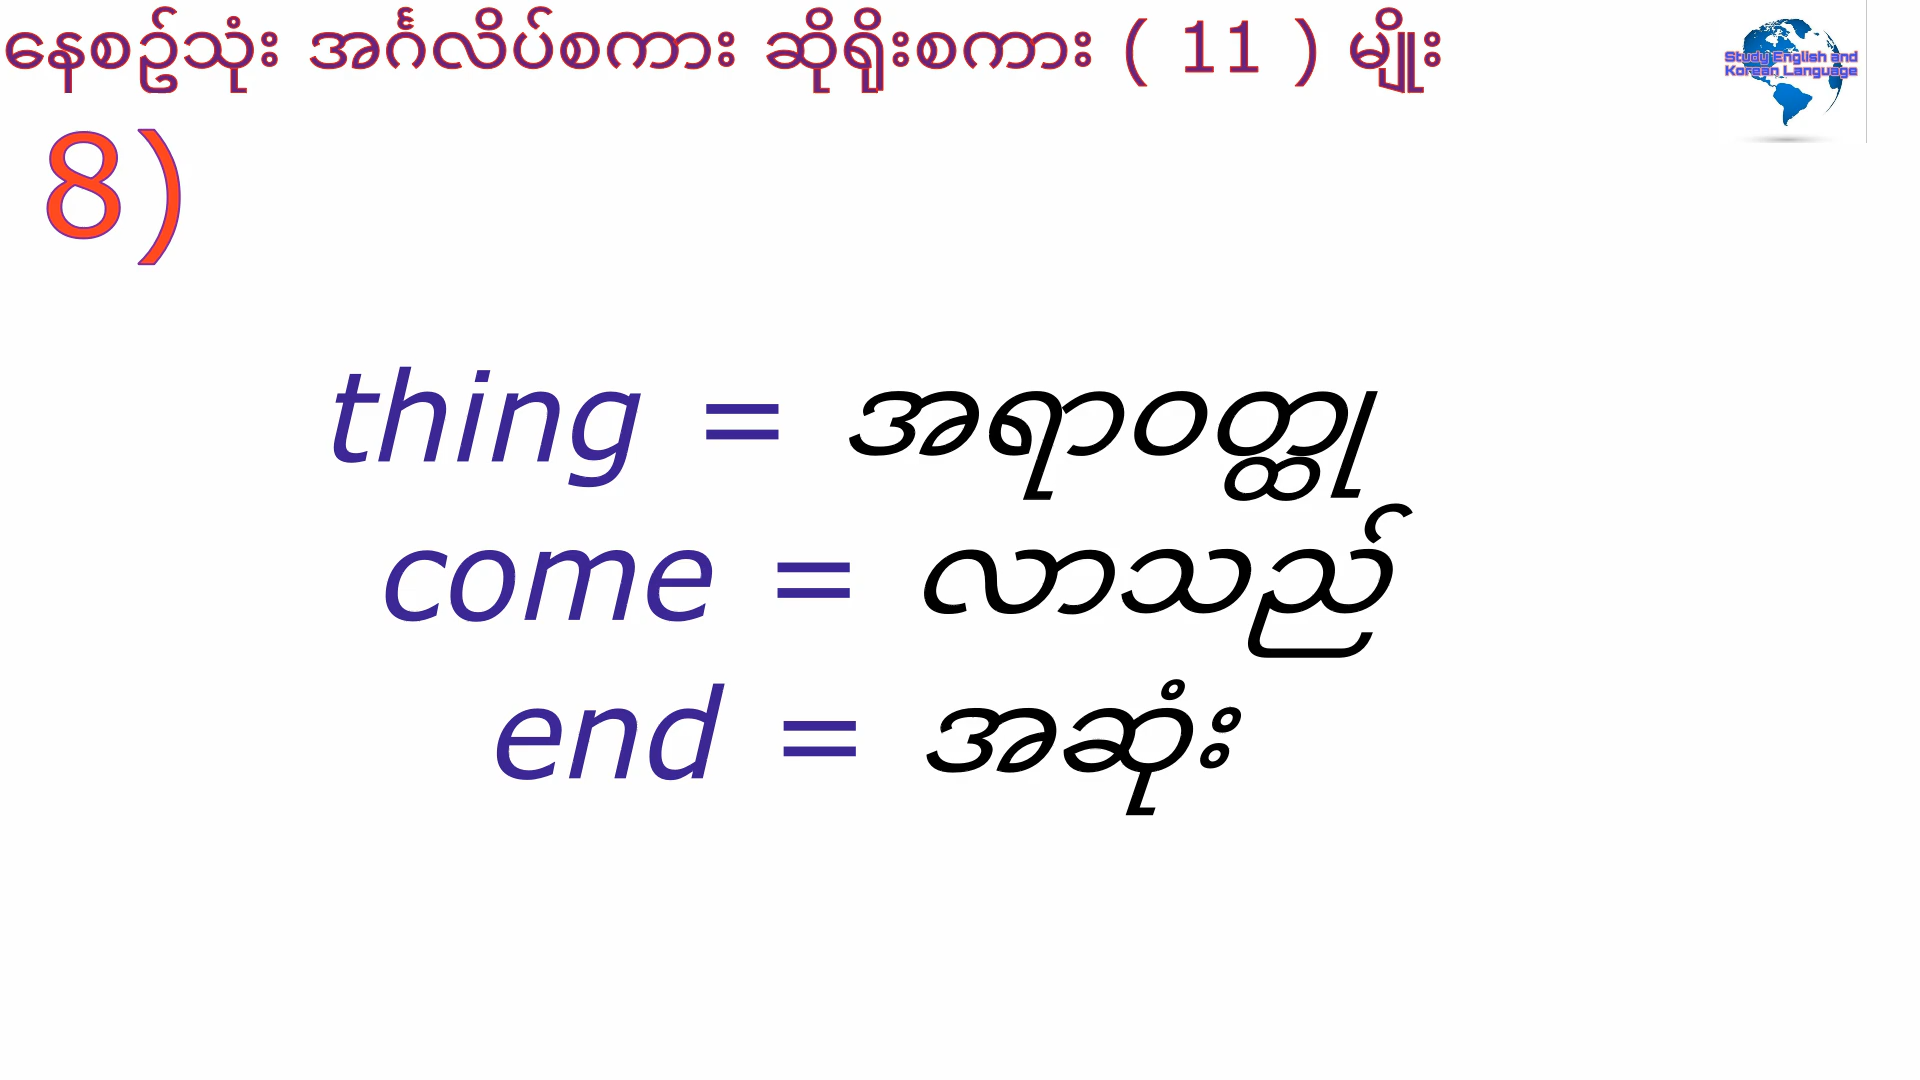 နေစဥ်သုံး အင်္ဂလိပ်စကား ဆိုရိုးစကား ( 11 ) မျိုး
Study English and
Korean Language
8)
thing = အရာဝတ္ထု
come = လာသည်
end = အဆုံး